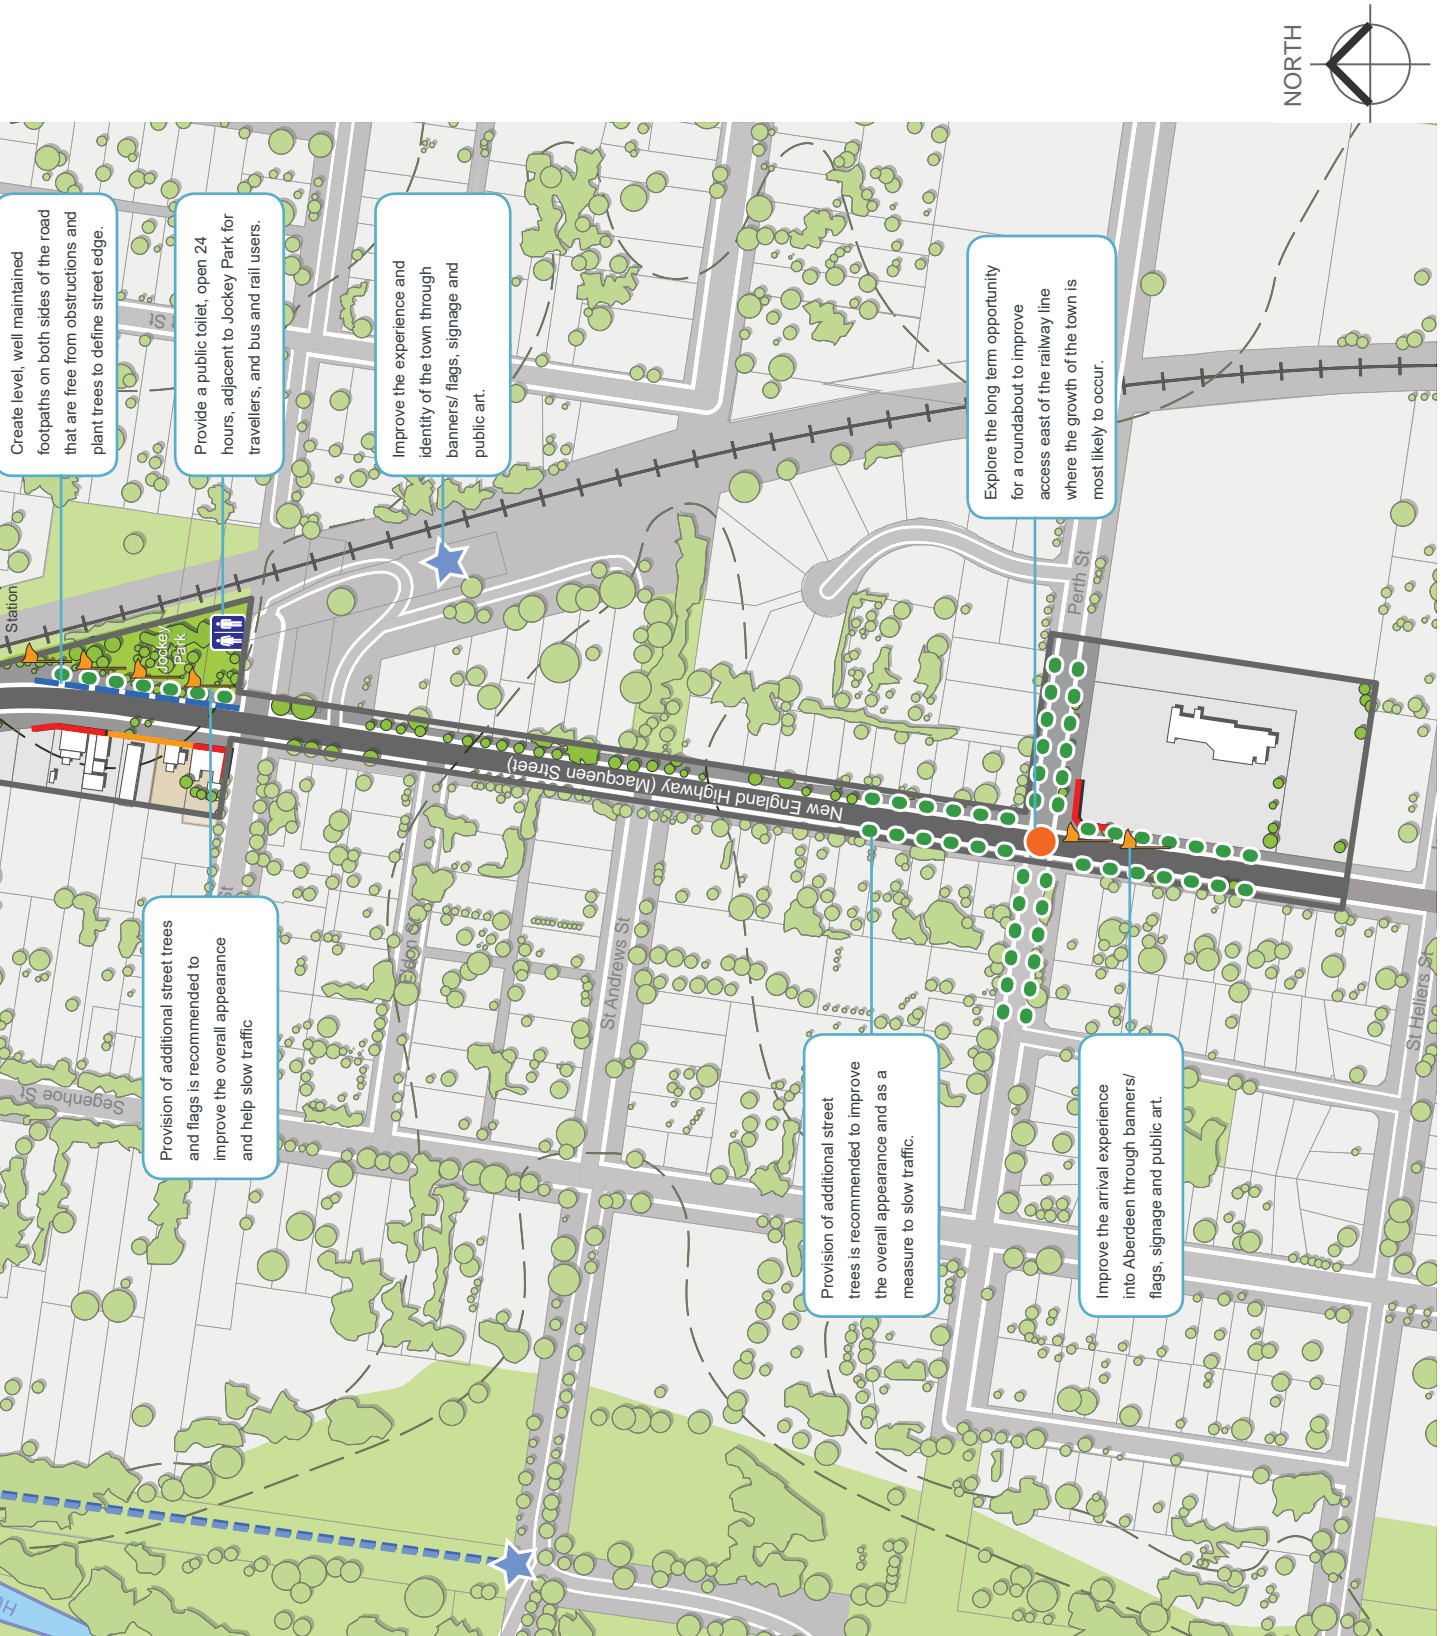 NORTH
Create level, well maintained
footpaths on both sides of the road
that are free from obstructions and
plant trees to define street edge.
Provide a public toilet, open 24
hours, adjacent to Jockey Park for
travellers, and bus and rail users.
Improve the experience and
identity of the town through
banners/ flags, signage and
public art.
Explore the long term opportunity
for a roundabout to improve
access east of the railway line
where the growth of the town is
most likely to occur.
St
Station
Jockey
Park
Perth St
New England Highway (Macqueen Street)
St
St Andrews St
St Heliers St
Segenhoe St
Provision of additional street trees
and flags is recommended to
improve the overall appearance
and help slow traffic
Provision of additional street
trees is recommended to improve
the overall appearance and as a
measure to slow traffic.
Improve the arrival experience
into Aberdeen through banners/
flags, signage and public art.